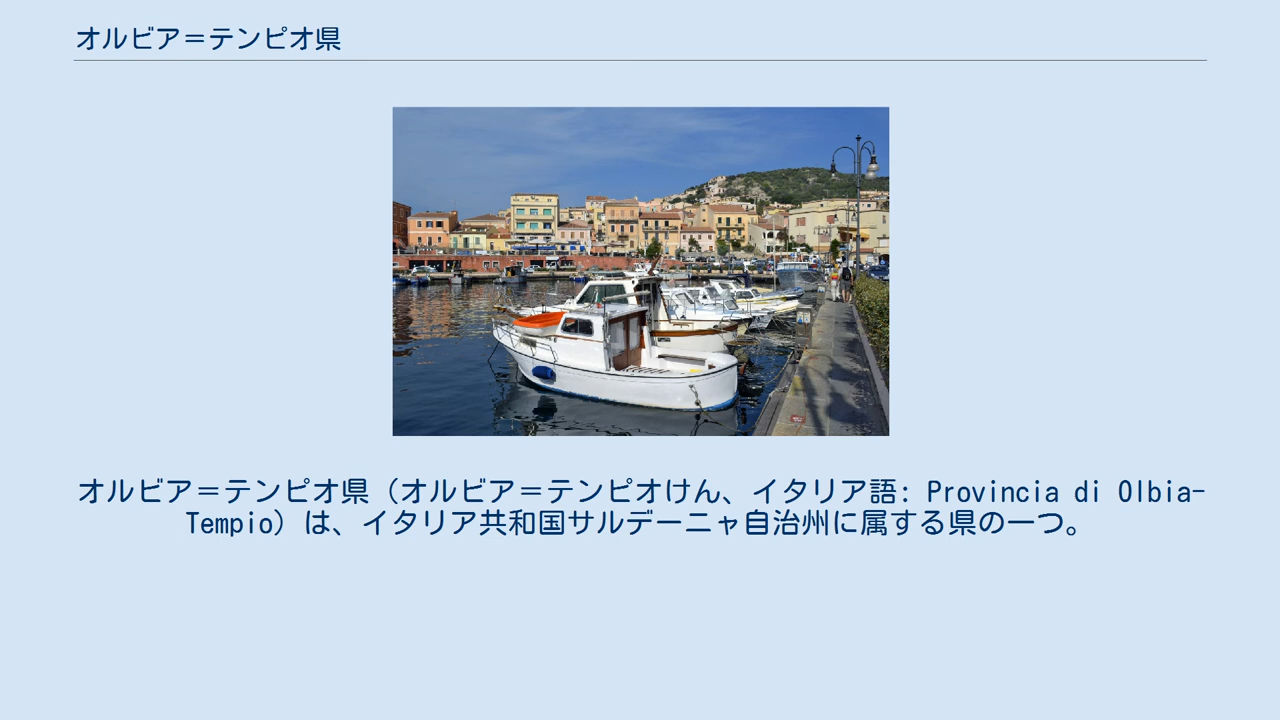 オルビア＝テンピオ県
オルビア＝テンピオ県（オルビア＝テンピオけん、イタリア語: Provincia di Olbia-
Tempio）は、イタリア共和国サルデーニャ自治州に属する県の一つ。